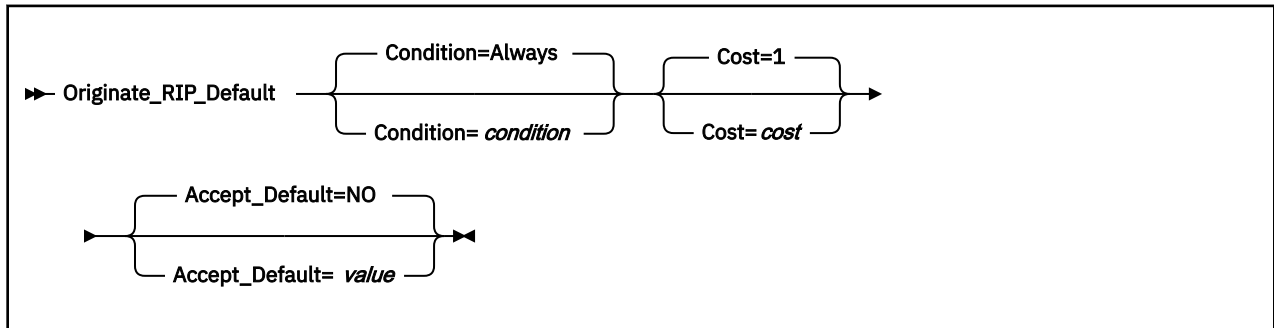 Condition=Always
Cost=1
Originate_RIP_Default
Condition= condition
Cost= cost
Accept_Default=NO
Accept_Default= value